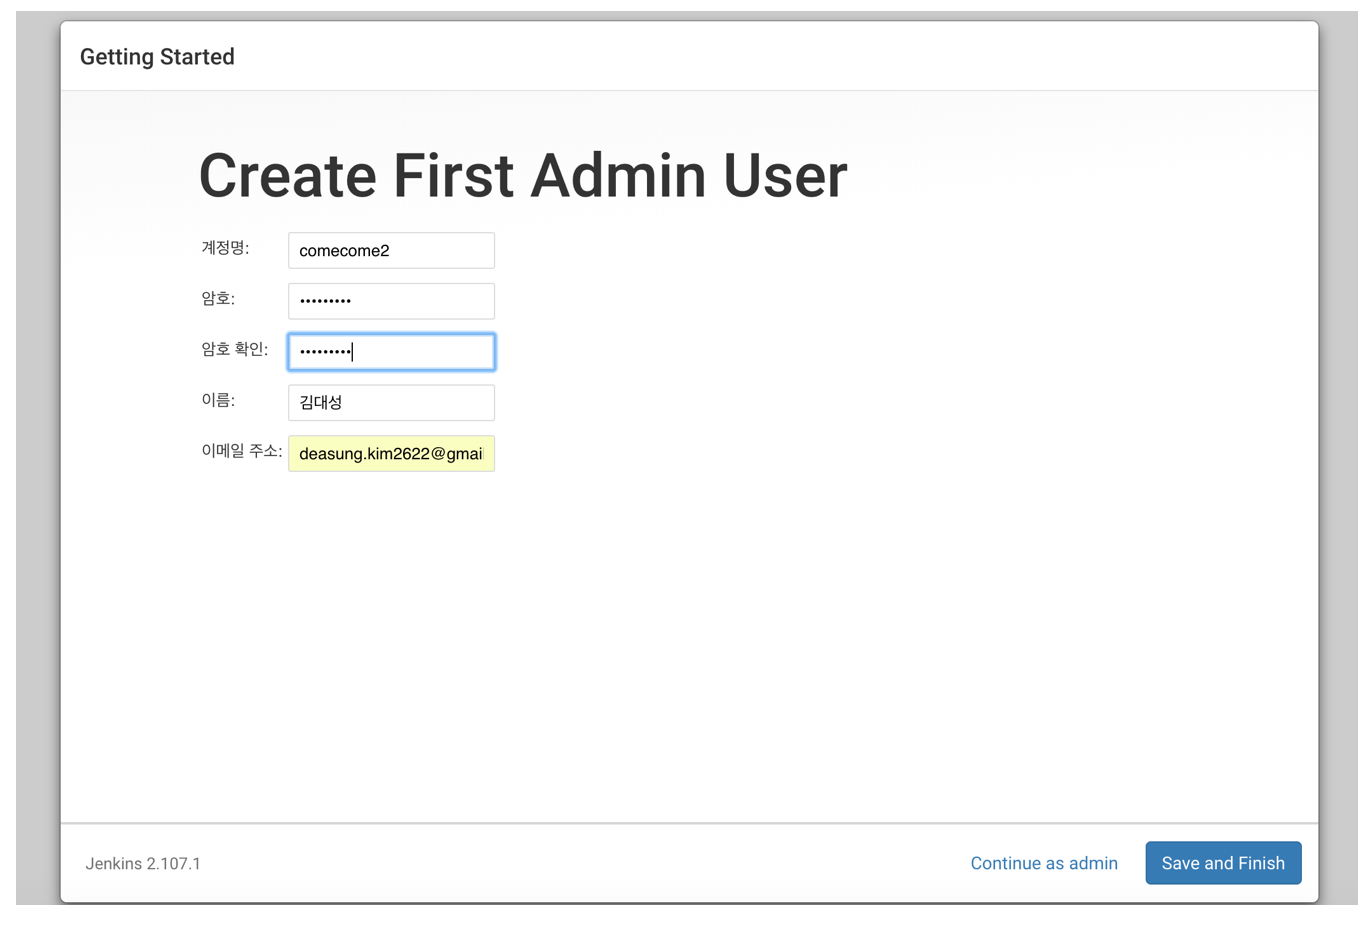 Getting Started
Create First Admin User
계정명: comecome2
암호: •••••••••
암호 확인: •••••••••
이름: 김대성
이메일 주소: deasung.kim2622@gmai
Jenkins 2.107.1 Continue as admin Save and Finish